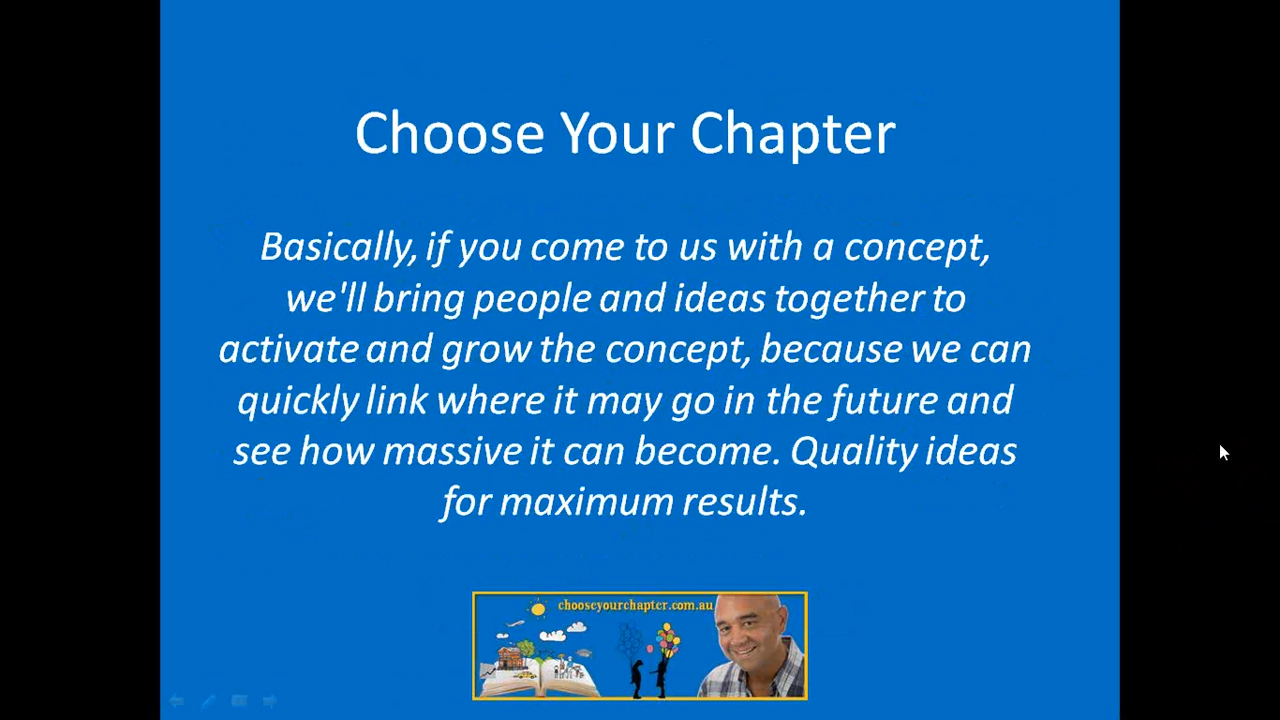 Choose Your Chapter
Basically, if you come to us with a concept,
we'll bring people and ideas together to
activate and grow the concept, because we can
quickly link where it may go in the future and
see how massive it can become. Quality ideas
for maximum results.
chooseyourchapter.com.au